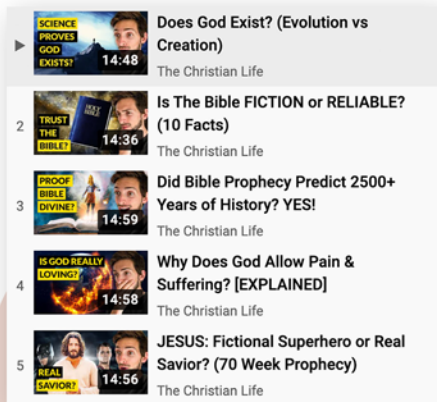 SCIENCE
PROVES
GOD
EXISTS?
14:48
Does God Exist? (Evolution vs
Creation)
The Christian Life
2
TRUST
THE
BIBLE?
HOLY
BIBLE
14:36
Is The Bible FICTION or RELIABLE?
(10 Facts)
The Christian Life
3
PROOF
BIBLE
DIVINE?
14:59
Did Bible Prophecy Predict 2500+
Years of History? YES!
The Christian Life
4
IS GOD REALLY
LOVING?
14:58
Why Does God Allow Pain &
Suffering? [EXPLAINED]
The Christian Life
5
REAL
SAVIOR?
14:56
JESUS: Fictional Superhero or Real
Savior? (70 Week Prophecy)
The Christian Life